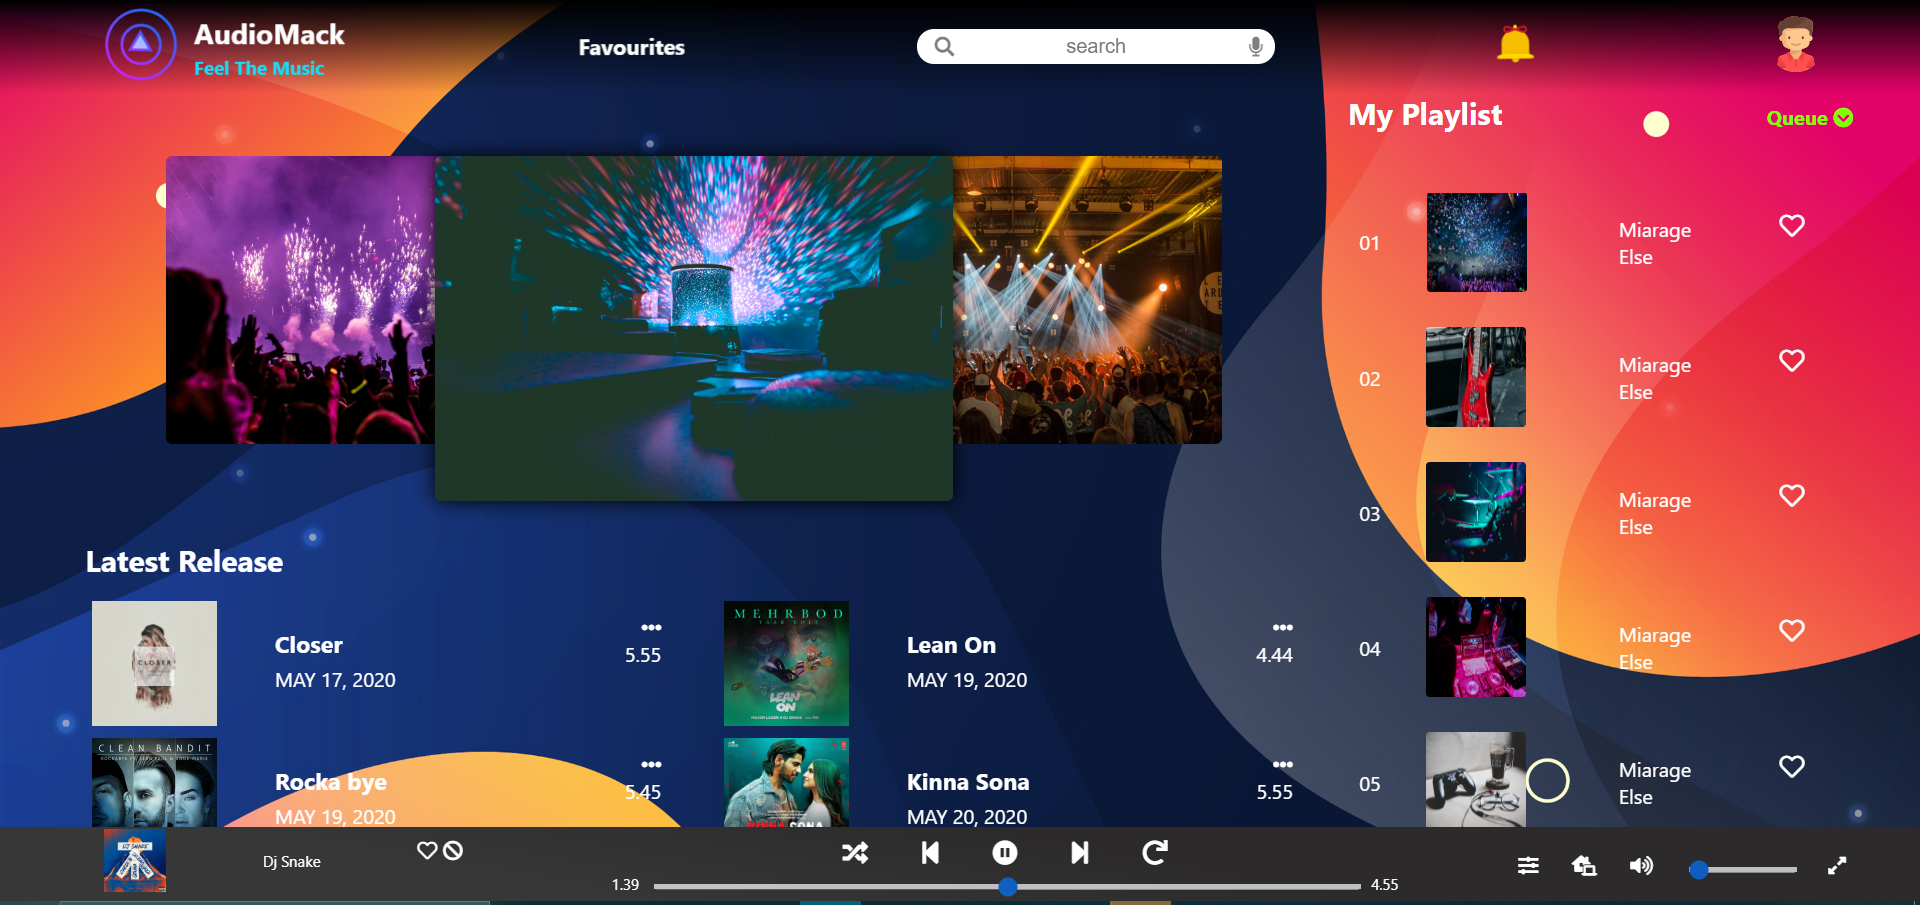 AudioMack
Feel The Music
Favourites
search
My Playlist
Queue
01
Miarage
Else
02
Miarage
Else
03
Miarage
Else
04
Miarage
Else
05
Miarage
Else
Latest Release
CLOSER
Closer
MAY 17, 2020
5.55
MEHRBOD
LEAN
ON
Lean On
MAY 19, 2020
4.44
CLEAN BANDIT
Rocka bye
MAY 19, 2020
5.45
KINNA SONA
Kinna Sona
MAY 20, 2020
5.55
DJ SNAKE
Dj Snake
1.39
4.55